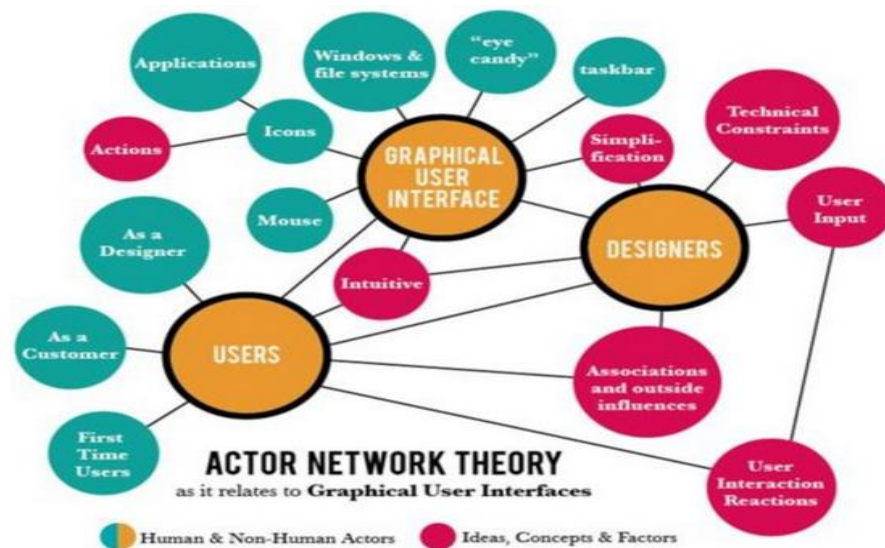 Applications
Windows &
file systems
“eye
candy”
taskbar
Technical
Constraints
Actions
Icons
GRAPHICAL
USER
INTERFACE
Simpli-
fication
User
Input
Mouse
As a
Designer
DESIGNERS
Intuitive
USERS
As a
Customer
Associations
and outside
influences
First
Time
Users
User
Interaction
Reactions
ACTOR NETWORK THEORY
as it relates to Graphical User Interfaces
Human & Non-Human Actors
Ideas, Concepts & Factors